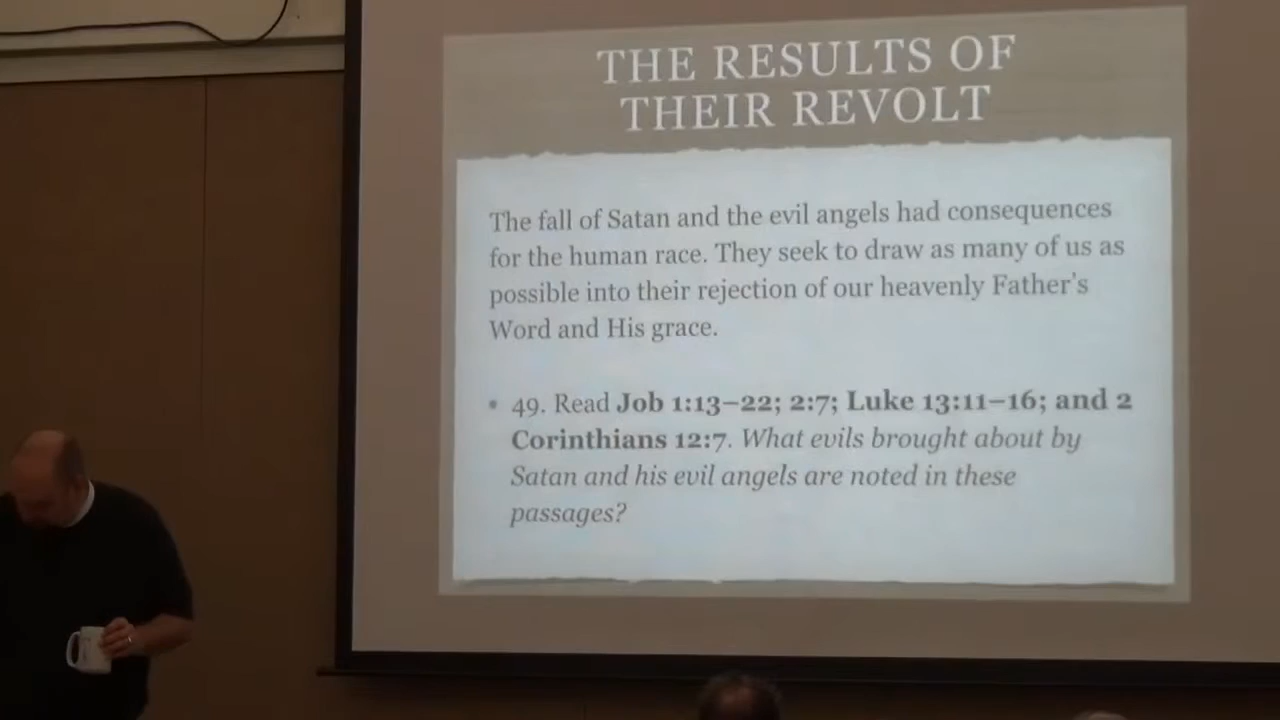 THE RESULTS OF
THEIR REVOLT
The fall of Satan and the evil angels had consequences
for the human race. They seek to draw as many of us as
possible into their rejection of our heavenly Father's
Word and His grace.
• 49. Read Job 1:13–22; 2:7; Luke 13:11–16; and 2
Corinthians 12:7. What evils brought about by
Satan and his evil angels are noted in these
passages?